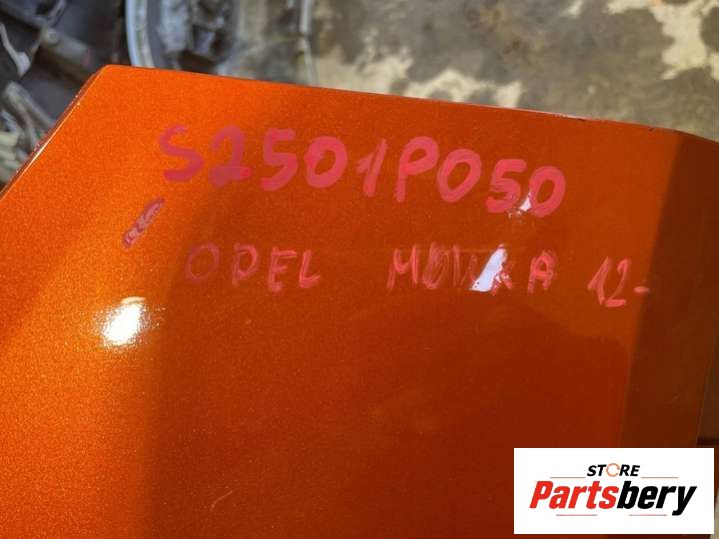 S2501P050
OPEL MOKKA 12-
STORE
Partsbery